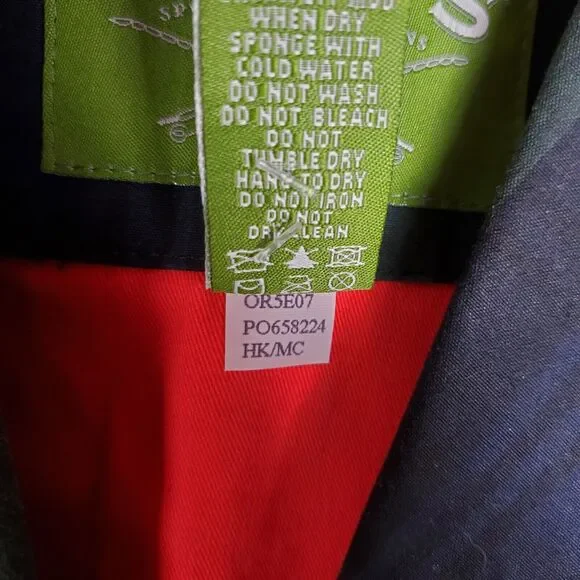 WHEN DRY
SPONGE WITH
COLD WATER
DO NOT WASH
DO NOT BLEACH
DO NOT
TUMBLE DRY
HANG TO DRY
DO NOT IRON
DO NOT
DRY CLEAN
OR5E07
PO658224
HK/MC